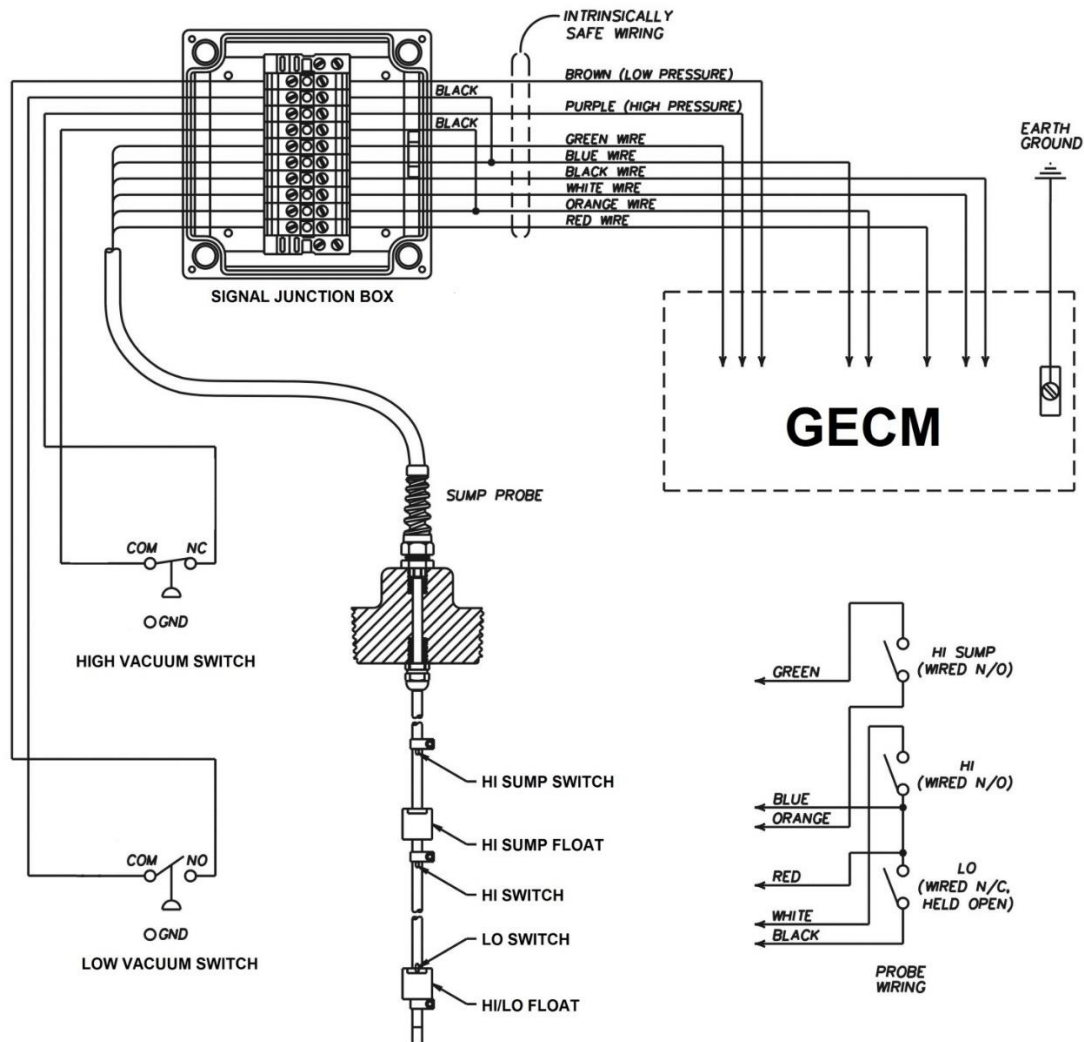 INTRINSICALLY
SAFE WIRING
BROWN (LOW PRESSURE)
BLACK
PURPLE (HIGH PRESSURE)
BLACK
GREEN WIRE
BLUE WIRE
BLACK WIRE
WHITE WIRE
ORANGE WIRE
RED WIRE
EARTH
GROUND
SIGNAL JUNCTION BOX
GECM
SUMP PROBE
COM NC
GND
HIGH VACUUM SWITCH
COM NO
GND
LOW VACUUM SWITCH
HI SUMP SWITCH
HI SUMP FLOAT
HI SWITCH
LO SWITCH
HI/LO FLOAT
GREEN
HI SUMP
(WIRED N/O)
HI
(WIRED N/O)
BLUE
ORANGE
RED
LO
(WIRED N/C,
HELD OPEN)
WHITE
BLACK
PROBE
WIRING